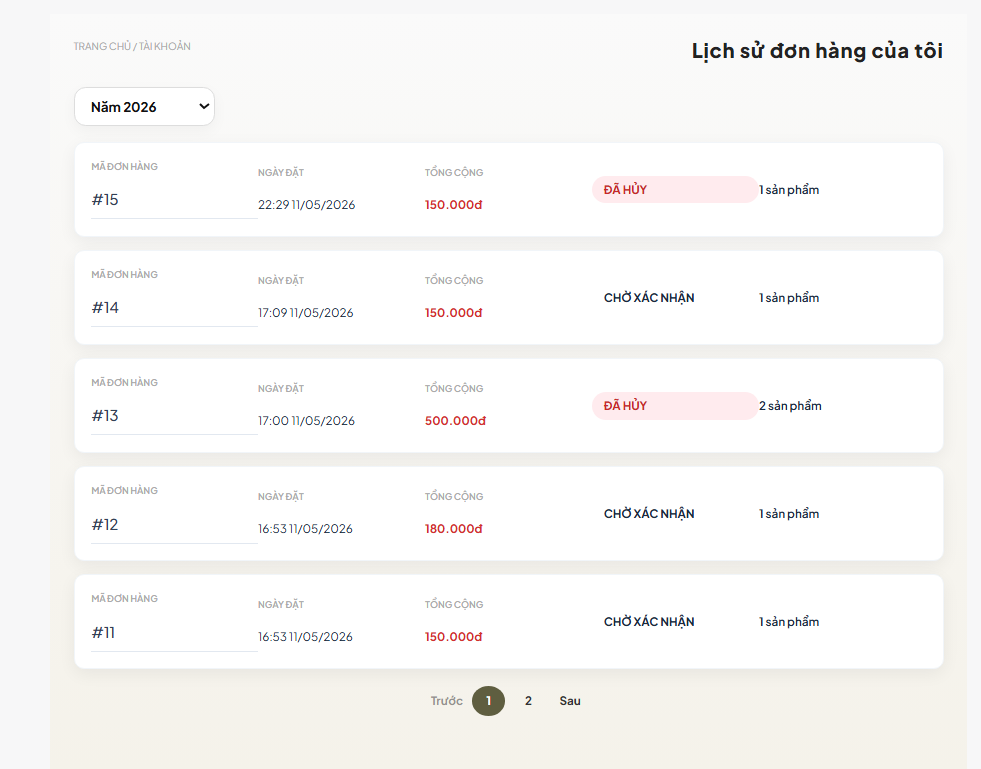 TRANG CHỦ / TÀI KHOẢN
Lịch sử đơn hàng của tôi
Năm 2026
MÃ ĐƠN HÀNG
#15
NGÀY ĐẶT
22:29 11/05/2026
TỔNG CỘNG
150.000đ
ĐÃ HỦY
1 sản phẩm
MÃ ĐƠN HÀNG
#14
NGÀY ĐẶT
17:09 11/05/2026
TỔNG CỘNG
150.000đ
CHỜ XÁC NHẬN
1 sản phẩm
MÃ ĐƠN HÀNG
#13
NGÀY ĐẶT
17:00 11/05/2026
TỔNG CỘNG
500.000đ
ĐÃ HỦY
2 sản phẩm
MÃ ĐƠN HÀNG
#12
NGÀY ĐẶT
16:53 11/05/2026
TỔNG CỘNG
180.000đ
CHỜ XÁC NHẬN
1 sản phẩm
MÃ ĐƠN HÀNG
#11
NGÀY ĐẶT
16:53 11/05/2026
TỔNG CỘNG
150.000đ
CHỜ XÁC NHẬN
1 sản phẩm
Trước 1 2 Sau